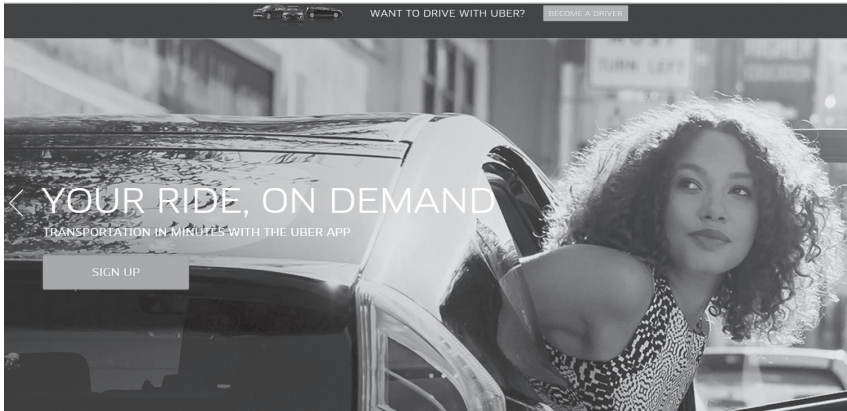 WANT TO DRIVE WITH UBER?
BECOME A DRIVER
MUST
TURN LEFT
YOUR RIDE, ON DEMAND
TRANSPORTATION IN MINUTES WITH THE UBER APP
SIGN UP